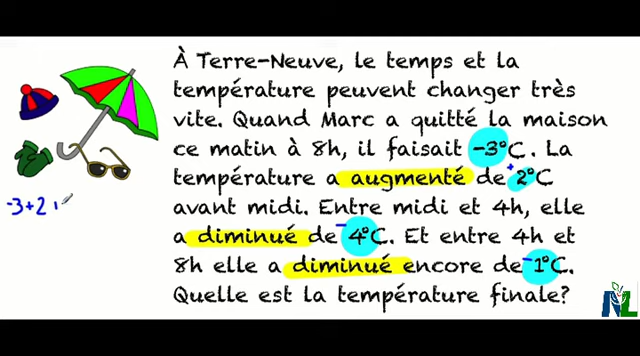 À Terre-Neuve, le temps et la
température peuvent changer très
vite. Quand Marc a quitté la maison
ce matin à 8h, il faisait -3°C. La
température a augmenté de +2°C
avant midi. Entre midi et 4h, elle
a diminué de -4°C. Et entre 4h et
8h elle a diminué encore de -1°C.
Quelle est la température finale?
-3+2
NL